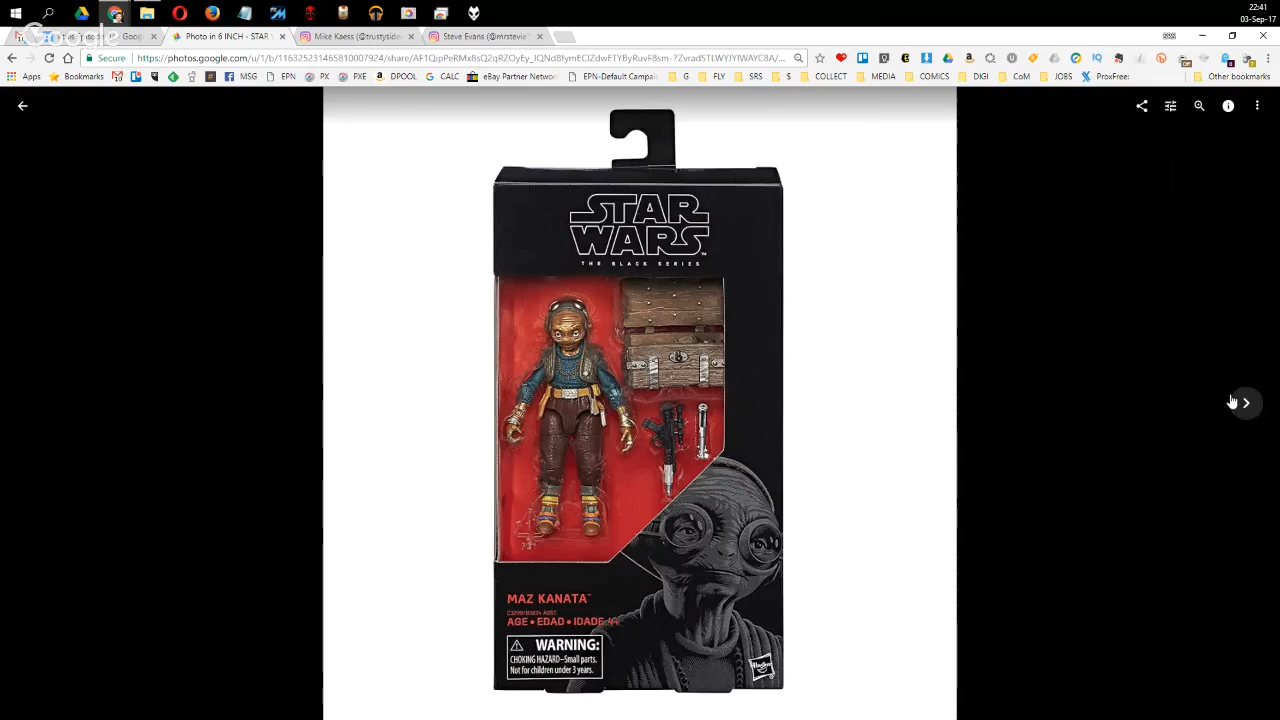 22:41
03-Sep-17
Google
Photo in 6 INCH - STAR
Mike Kaess (@trustyside
Steve Evans (@mrstevie
Secure
Apps
Bookmarks
MSG
EPN
PX
PXE
DPOOL
CALC
eBay Partner Networ
EPN-Default Campaig
FLY
SRS
S
COLLECT
MEDIA
COMICS
DIGI
CoM
JOBS
ProxFree:
Other bookmarks
STAR
WARS
THE BLACK SERIES
MAZ KANATA™
AGE • EDAD • IDADE 4+
WARNING:
CHOKING HAZARD–Small parts.
Not for children under 3 years.
Hasbro